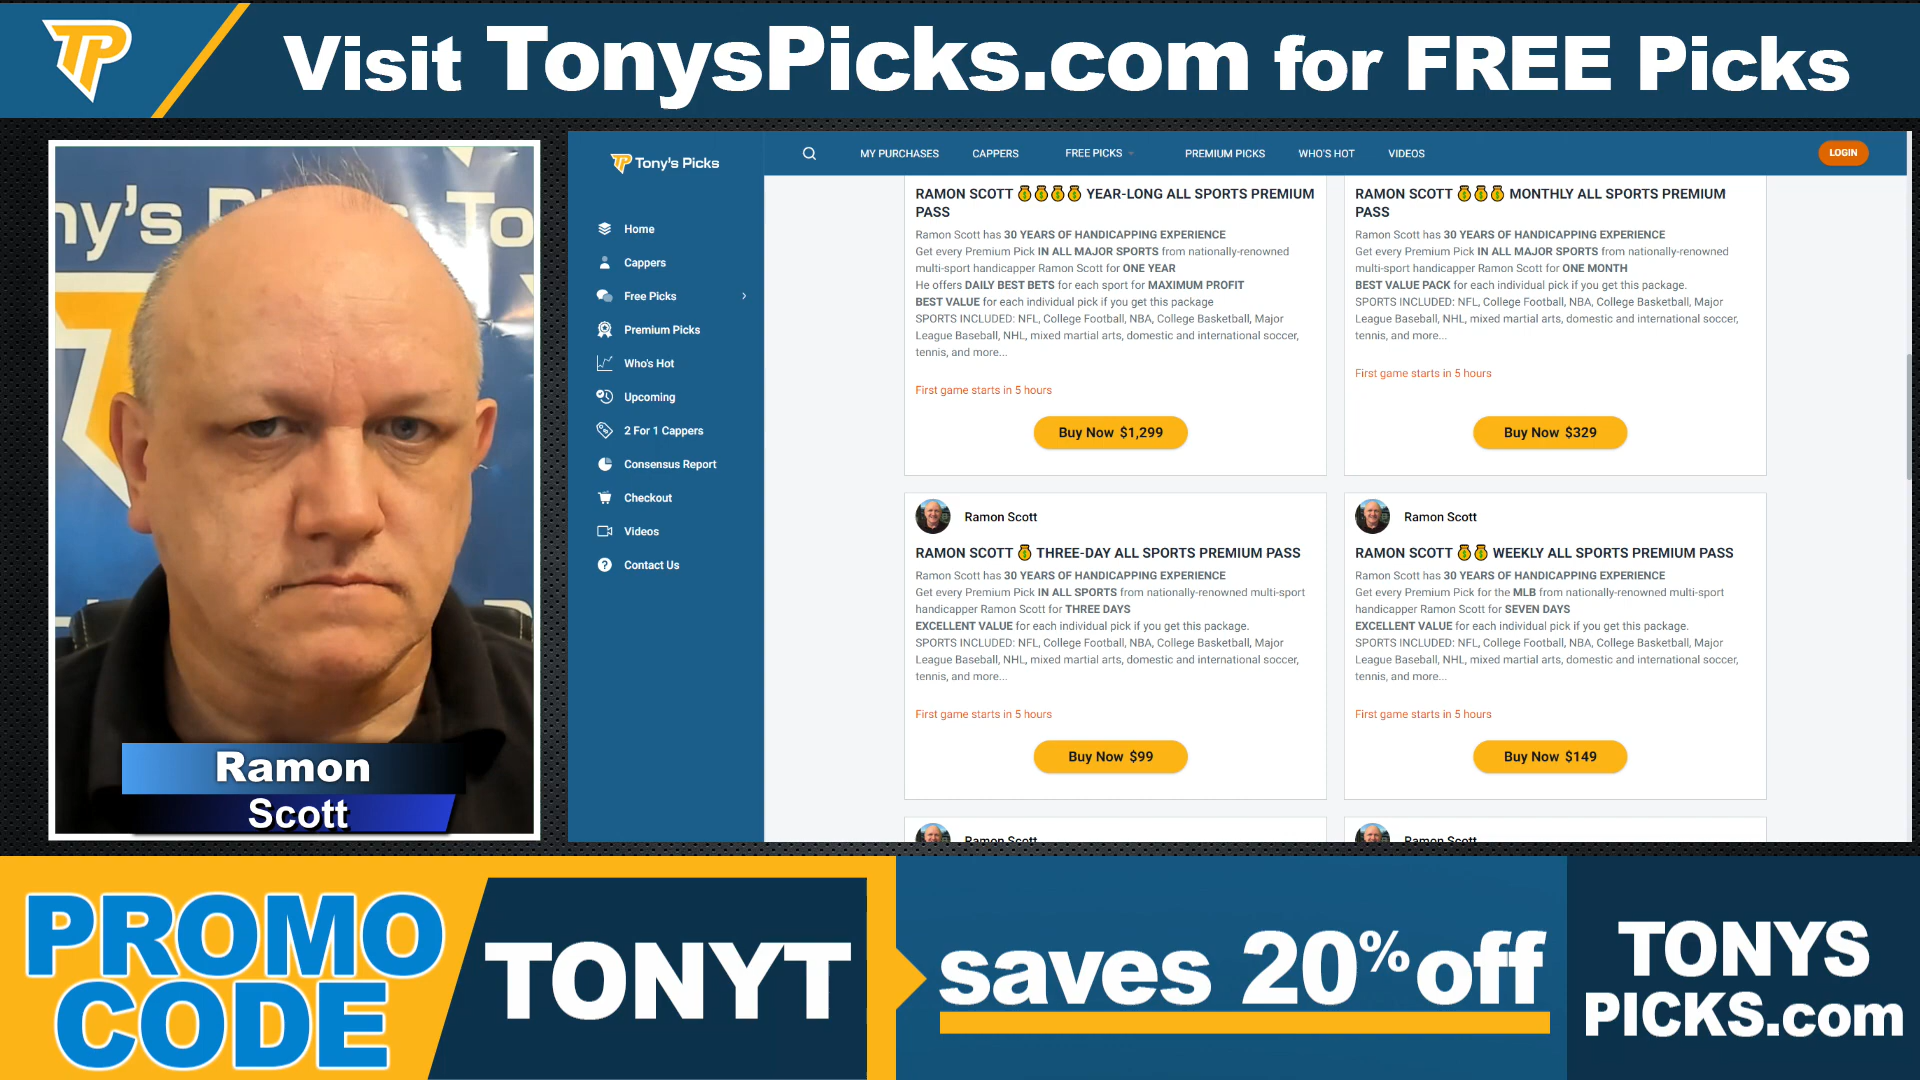 TP
Visit TonysPicks.com for FREE Picks
ny's Picks To
Ramon
Scott
TP Tony's Picks
MY PURCHASES
CAPPERS
FREE PICKS
PREMIUM PICKS
WHO'S HOT
VIDEOS
LOGIN
Home
Cappers
Free Picks
Premium Picks
Who's Hot
Upcoming
2 For 1 Cappers
Consensus Report
Checkout
Videos
Contact Us
RAMON SCOTT 💰💰💰💰 YEAR-LONG ALL SPORTS PREMIUM
PASS
Ramon Scott has 30 YEARS OF HANDICAPPING EXPERIENCE
Get every Premium Pick IN ALL MAJOR SPORTS from nationally-renowned
multi-sport handicapper Ramon Scott for ONE YEAR
He offers DAILY BEST BETS for each sport for MAXIMUM PROFIT
BEST VALUE for each individual pick if you get this package
SPORTS INCLUDED: NFL, College Football, NBA, College Basketball, Major
League Baseball, NHL, mixed martial arts, domestic and international soccer,
tennis, and more...
First game starts in 5 hours
Buy Now $1,299
RAMON SCOTT 💰💰💰 MONTHLY ALL SPORTS PREMIUM
PASS
Ramon Scott has 30 YEARS OF HANDICAPPING EXPERIENCE
Get every Premium Pick IN ALL MAJOR SPORTS from nationally-renowned
multi-sport handicapper Ramon Scott for ONE MONTH
BEST VALUE PACK for each individual pick if you get this package.
SPORTS INCLUDED: NFL, College Football, NBA, College Basketball, Major
League Baseball, NHL, mixed martial arts, domestic and international soccer,
tennis, and more...
First game starts in 5 hours
Buy Now $329
Ramon Scott
RAMON SCOTT 💰 THREE-DAY ALL SPORTS PREMIUM PASS
Ramon Scott has 30 YEARS OF HANDICAPPING EXPERIENCE
Get every Premium Pick IN ALL SPORTS from nationally-renowned multi-sport
handicapper Ramon Scott for THREE DAYS
EXCELLENT VALUE for each individual pick if you get this package.
SPORTS INCLUDED: NFL, College Football, NBA, College Basketball, Major
League Baseball, NHL, mixed martial arts, domestic and international soccer,
tennis, and more...
First game starts in 5 hours
Buy Now $99
Ramon Scott
RAMON SCOTT 💰💰 WEEKLY ALL SPORTS PREMIUM PASS
Ramon Scott has 30 YEARS OF HANDICAPPING EXPERIENCE
Get every Premium Pick for the MLB from nationally-renowned multi-sport
handicapper Ramon Scott for SEVEN DAYS
EXCELLENT VALUE for each individual pick if you get this package.
SPORTS INCLUDED: NFL, College Football, NBA, College Basketball, Major
League Baseball, NHL, mixed martial arts, domestic and international soccer,
tennis, and more...
First game starts in 5 hours
Buy Now $149
Ramon Scott
Ramon Scott
PROMO
CODE
TONYT
saves 20% off
TONYS
PICKS.com